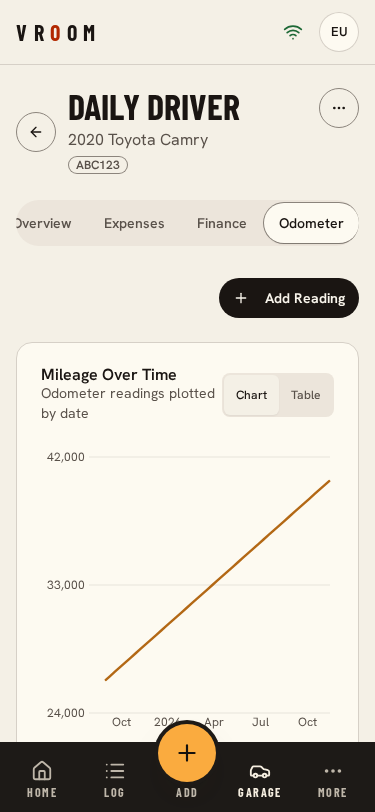 VROOM
EU
DAILY DRIVER
2020 Toyota Camry
ABC123
Overview Expenses Finance Odometer
Add Reading
Mileage Over Time
Odometer readings plotted
by date
Chart Table
42,000
33,000
24,000
Oct 2026 Apr Jul Oct
HOME LOG ADD GARAGE MORE